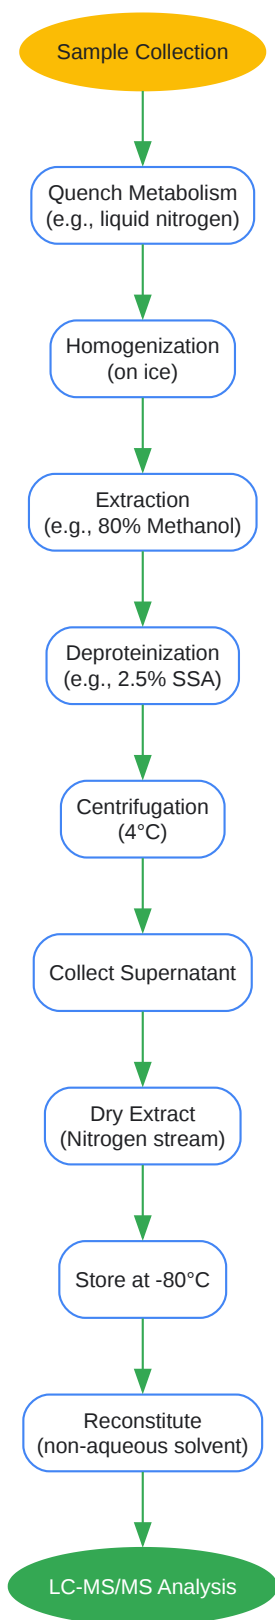 Sample Collection
Quench Metabolism
(e.g., liquid nitrogen)
Homogenization
(on ice)
Extraction
(e.g., 80% Methanol)
Deproteinization
(e.g., 2.5% SSA)
Centrifugation
(4°C)
Collect Supernatant
Dry Extract
(Nitrogen stream)
Store at -80°C
Reconstitute
(non-aqueous solvent)
LC-MS/MS Analysis